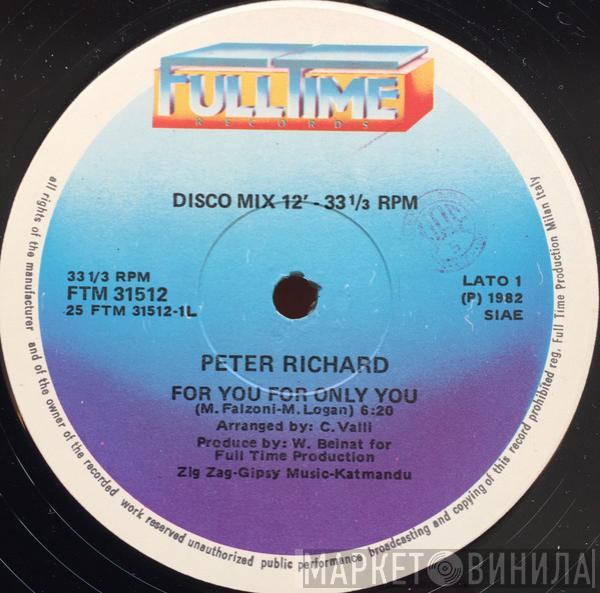 FULL TIME
RECORDS
DISCO MIX 12' - 33 1/3 RPM
33 1/3 RPM
FTM 31512
25 FTM 31512-1L
LATO 1
(P) 1982
SIAE
PETER RICHARD
FOR YOU FOR ONLY YOU
(M. Falzoni-M. Logan) 6:20
Arranged by: C. Valli
Produce by: W. Beinat for
Full Time Production
Zig Zag-Gipsy Music-Katmandu
all rights of the manufacturer and of the owner of the recorded work reserved unauthorized public performance broadcasting and copying of this record prohibited reg. Full Time Production Milan Italy
МАРКЕТ ВИНИЛА